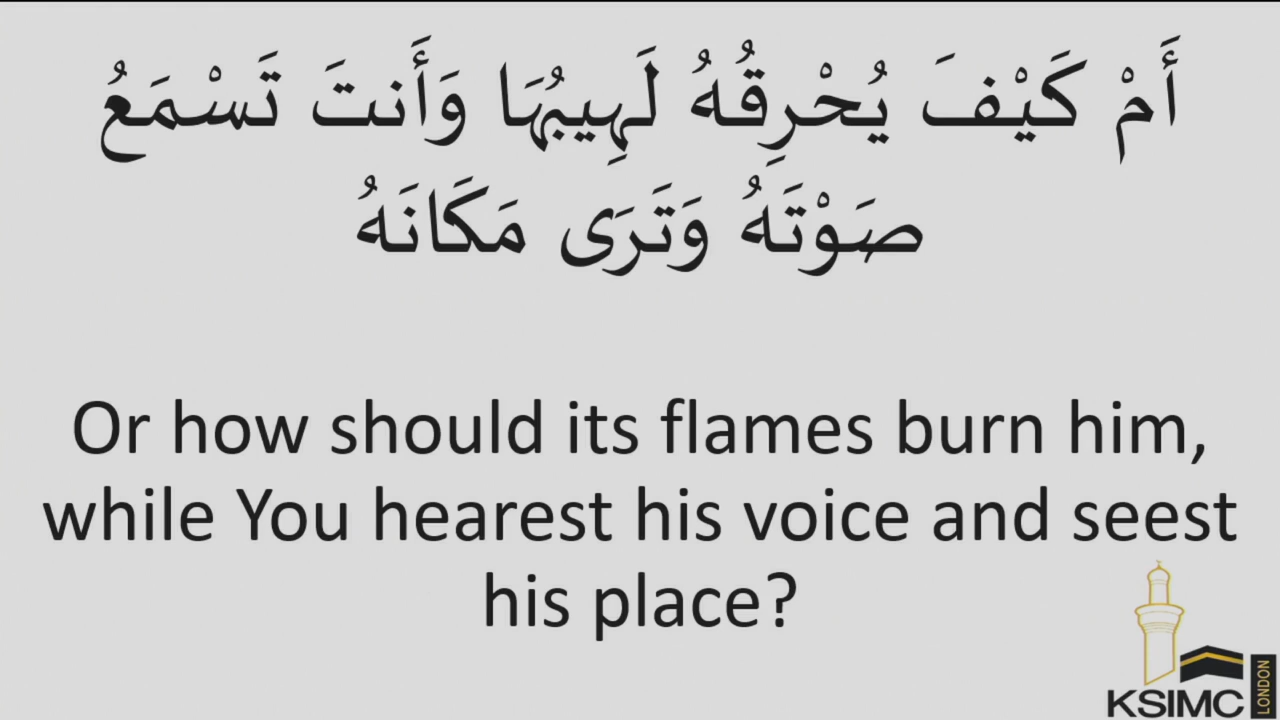 أَمْ كَيْفَ يُحْرِقُهُ لَهِيبُهَا وَأَنتَ تَسْمَعُ
صَوْتَهُ وَتَرَى مَكَانَهُ
Or how should its flames burn him,
while You hearest his voice and seest
his place?
KSIMC LONDON